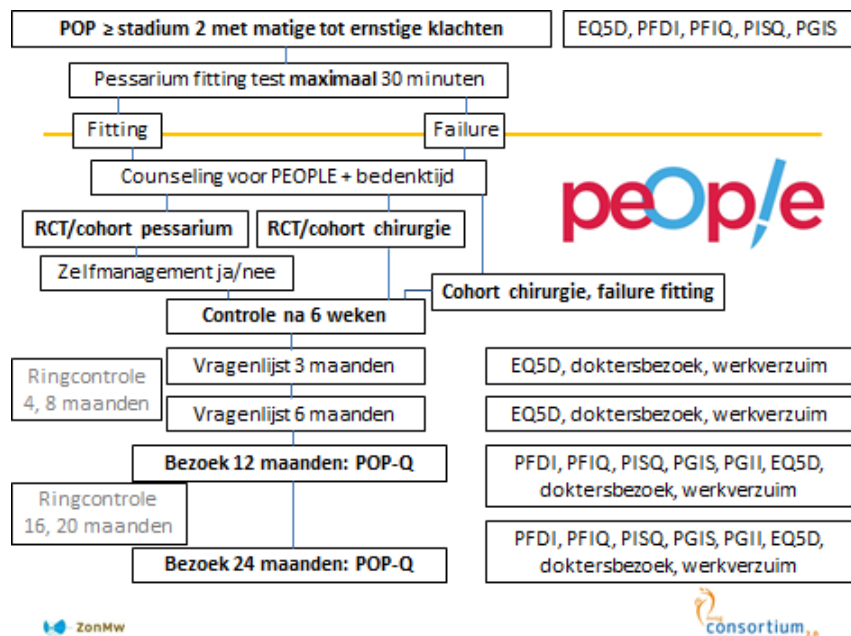 POP ≥ stadium 2 met matige tot ernstige klachten
EQ5D, PFDI, PFIQ, PISQ, PGIS
Pessarium fitting test maximaal 30 minuten
Fitting
Failure
Counseling voor PEOPLE + bedenktijd
people
RCT/cohort pessarium
RCT/cohort chirurgie
Zelfmanagement ja/nee
Cohort chirurgie, failure fitting
Controle na 6 weken
Ringcontrole
4, 8 maanden
Vragenlijst 3 maanden
EQ5D, doktersbezoek, werkverzuim
Vragenlijst 6 maanden
EQ5D, doktersbezoek, werkverzuim
Bezoek 12 maanden: POP-Q
PFDI, PFIQ, PISQ, PGIS, PGII, EQ5D,
doktersbezoek, werkverzuim
Ringcontrole
16, 20 maanden
Bezoek 24 maanden: POP-Q
PFDI, PFIQ, PISQ, PGIS, PGII, EQ5D,
doktersbezoek, werkverzuim
ZonMw
consortium